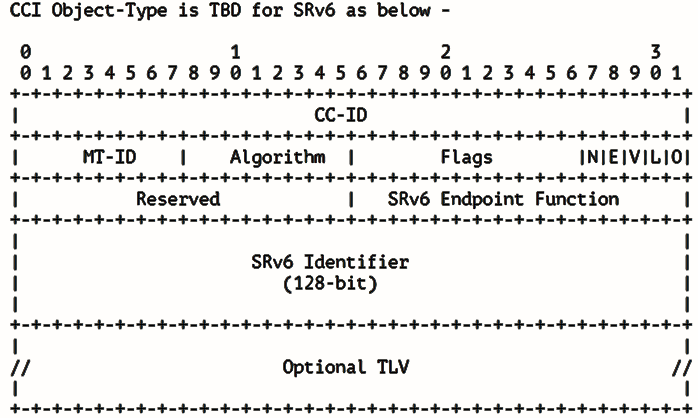 CCI Object-Type is TBD for SRv6 as below -
0                   1                   2                   3
0 1 2 3 4 5 6 7 8 9 0 1 2 3 4 5 6 7 8 9 0 1 2 3 4 5 6 7 8 9 0 1
+-+-+-+-+-+-+-+-+-+-+-+-+-+-+-+-+-+-+-+-+-+-+-+-+-+-+-+-+-+-+-+-+
|                            CC-ID                              |
+-+-+-+-+-+-+-+-+-+-+-+-+-+-+-+-+-+-+-+-+-+-+-+-+-+-+-+-+-+-+-+-+
|      MT-ID    |    Algorithm  |        Flags        |N|E|V|L|O|
+-+-+-+-+-+-+-+-+-+-+-+-+-+-+-+-+-+-+-+-+-+-+-+-+-+-+-+-+-+-+-+-+
|           Reserved            |   SRv6 Endpoint Function      |
+-+-+-+-+-+-+-+-+-+-+-+-+-+-+-+-+-+-+-+-+-+-+-+-+-+-+-+-+-+-+-+-+
|                                                               |
|                      SRv6 Identifier                          |
|                         (128-bit)                             |
|                                                               |
+-+-+-+-+-+-+-+-+-+-+-+-+-+-+-+-+-+-+-+-+-+-+-+-+-+-+-+-+-+-+-+-+
|                                                               |
//                        Optional TLV                         //
|                                                               |
+-+-+-+-+-+-+-+-+-+-+-+-+-+-+-+-+-+-+-+-+-+-+-+-+-+-+-+-+-+-+-+-+